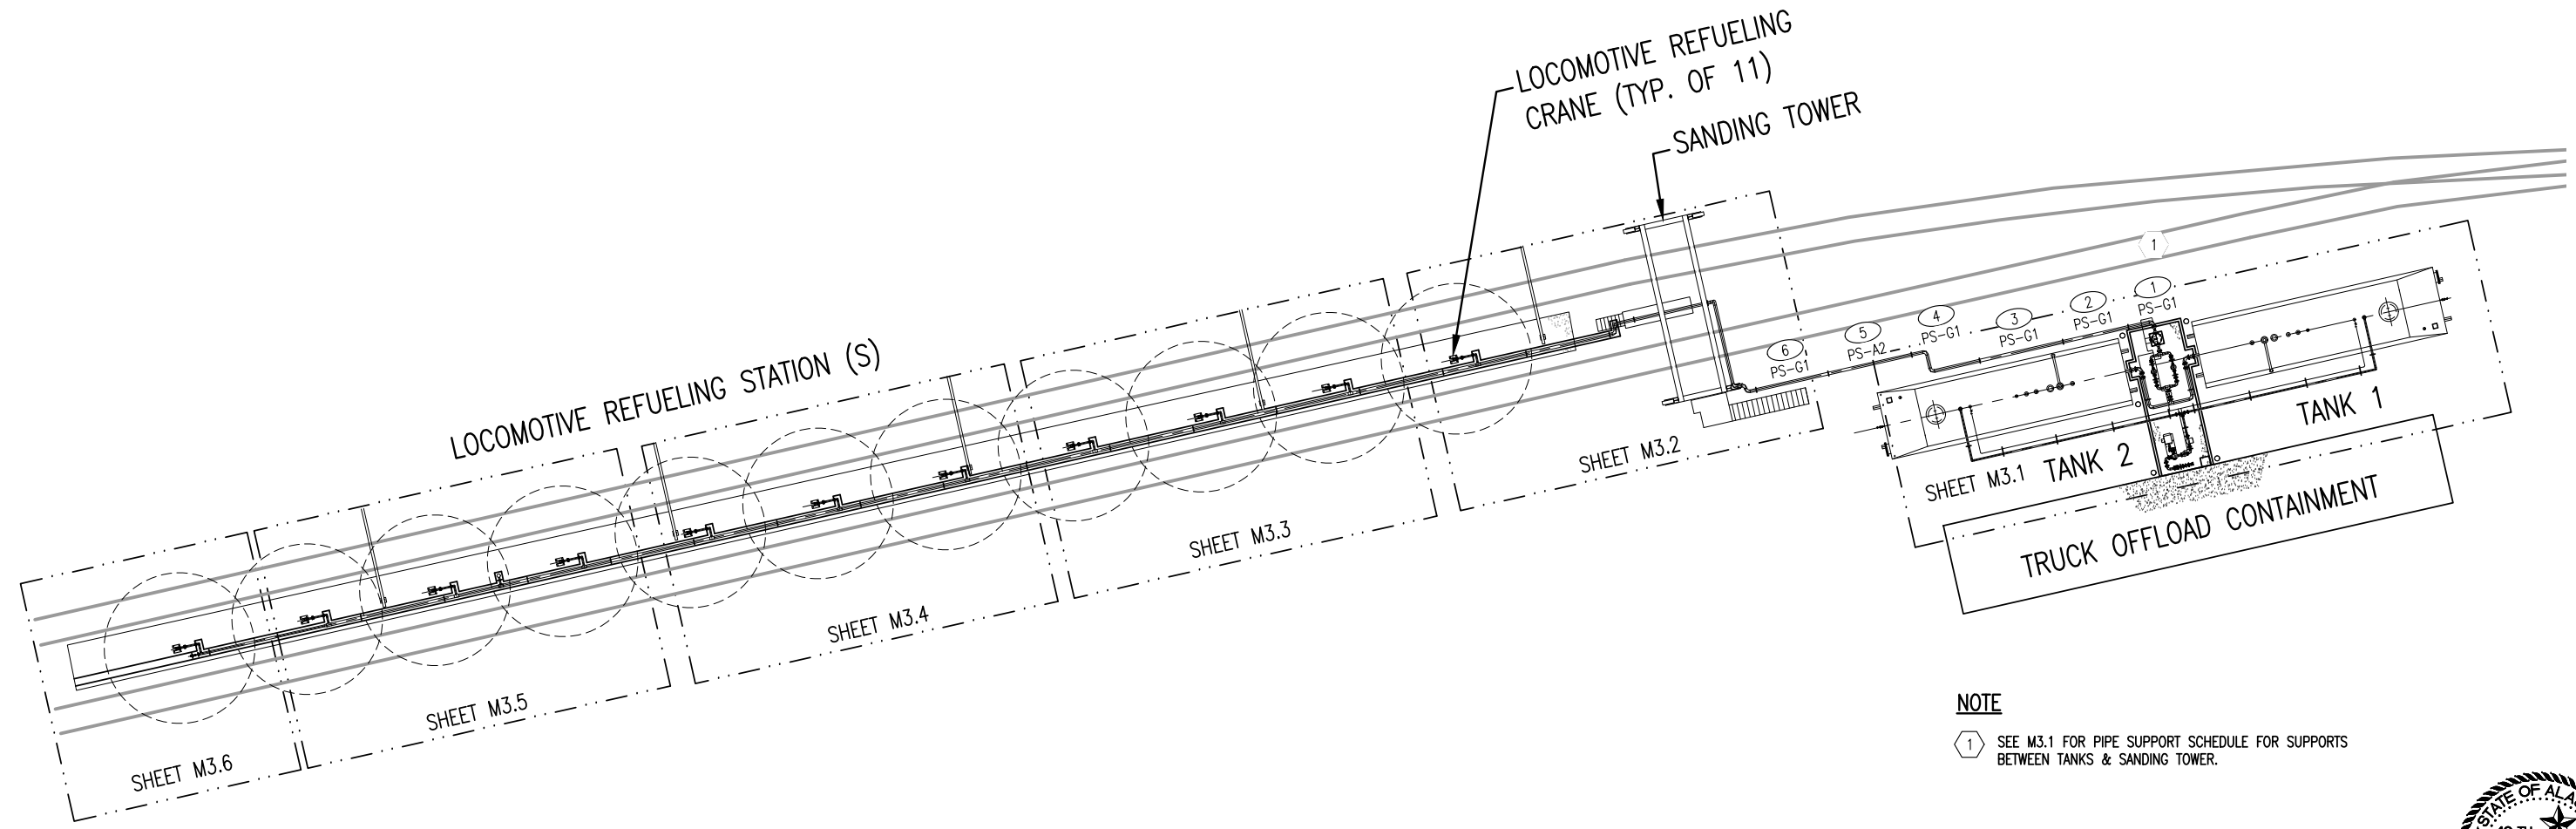 LOCOMOTIVE REFUELING
CRANE (TYP. OF 11)
SANDING TOWER
LOCOMOTIVE REFUELING STATION (S)
1
1
PS-G1
2
PS-G1
3
PS-G1
4
PS-G1
5
PS-A2
6
PS-G1
TANK 1
TANK 2
SHEET M3.1
TRUCK OFFLOAD CONTAINMENT
SHEET M3.2
SHEET M3.3
SHEET M3.4
SHEET M3.5
SHEET M3.6
NOTE
1 SEE M3.1 FOR PIPE SUPPORT SCHEDULE FOR SUPPORTS
BETWEEN TANKS & SANDING TOWER.
STATE OF ALA